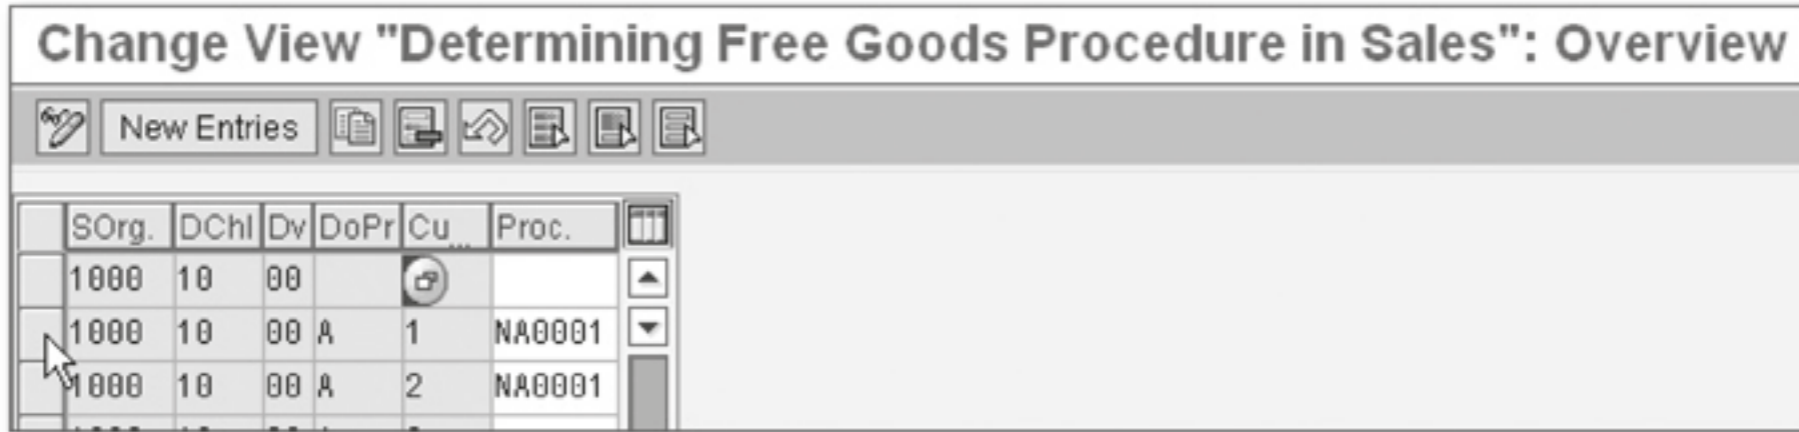 Change View "Determining Free Goods Procedure in Sales": Overview
New Entries
SOrg. DChl Dv DoPr Cu... Proc.
1000 10 00
1000 10 00 A 1 NA0001
1000 10 00 A 2 NA0001